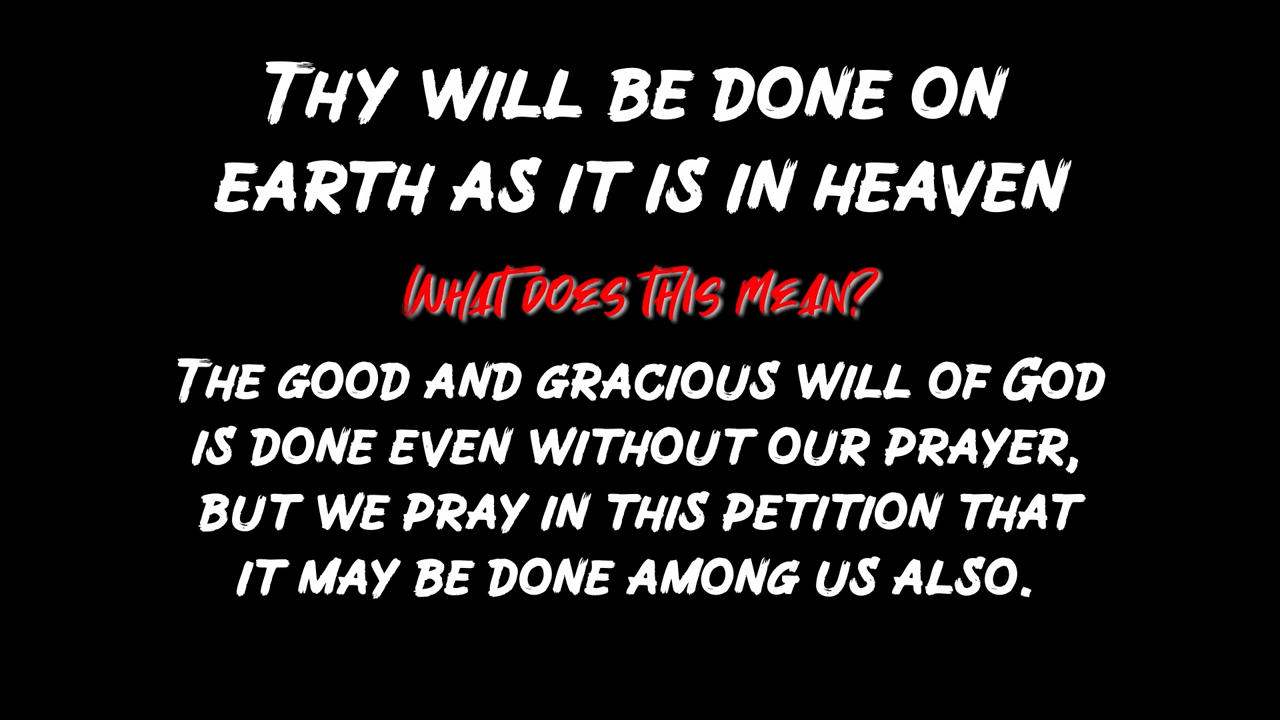 Thy will be done on
earth as it is in heaven
What does this mean?
The good and gracious will of God
is done even without our prayer,
but we pray in this petition that
it may be done among us also.